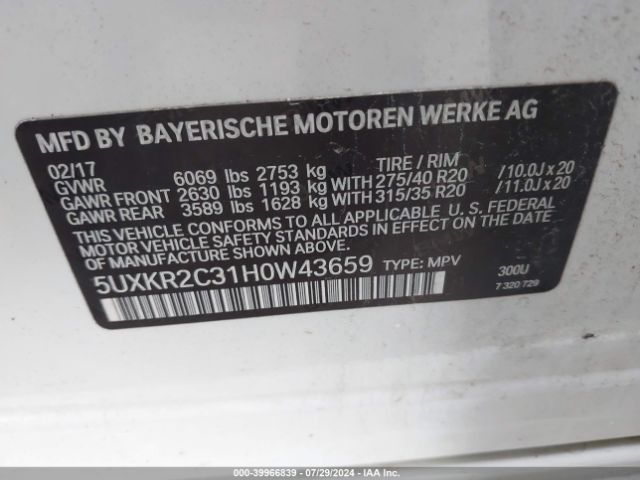 MFD BY BAYERISCHE MOTOREN WERKE AG
02/17 TIRE / RIM
GVWR 6069 lbs 2753 kg
GAWR FRONT 2630 lbs 1193 kg WITH 275/40 R20 /10.0J x 20
GAWR REAR 3589 lbs 1628 kg WITH 315/35 R20 /11.0J x 20
THIS VEHICLE CONFORMS TO ALL APPLICABLE U. S. FEDERAL
MOTOR VEHICLE SAFETY STANDARDS IN EFFECT ON THE DATE
OF MANUFACTURE SHOWN ABOVE.
5UXKR2C31H0W43659 TYPE: MPV 300U
7 320 729
000-39966839 - 07/29/2024 - IAA Inc.